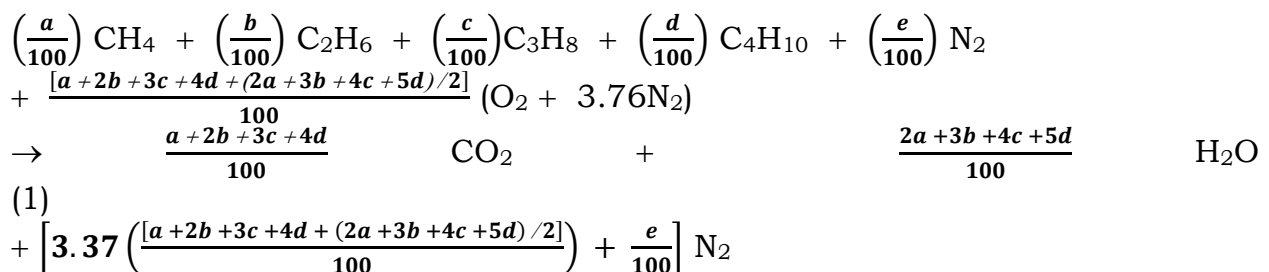 (a/100) CH₄ + (b/100) C₂H₆ + (c/100)C₃H₈ + (d/100) C₄H₁₀ + (e/100) N₂
+ [a+2b+3c+4d+(2a+3b+4c+5d)/2]/100 (O₂ + 3.76N₂)
→ a+2b+3c+4d/100 CO₂ + 2a+3b+4c+5d/100 H₂O
(1)
+ [3.37([a+2b+3c+4d+(2a+3b+4c+5d)/2]/100) + e/100] N₂